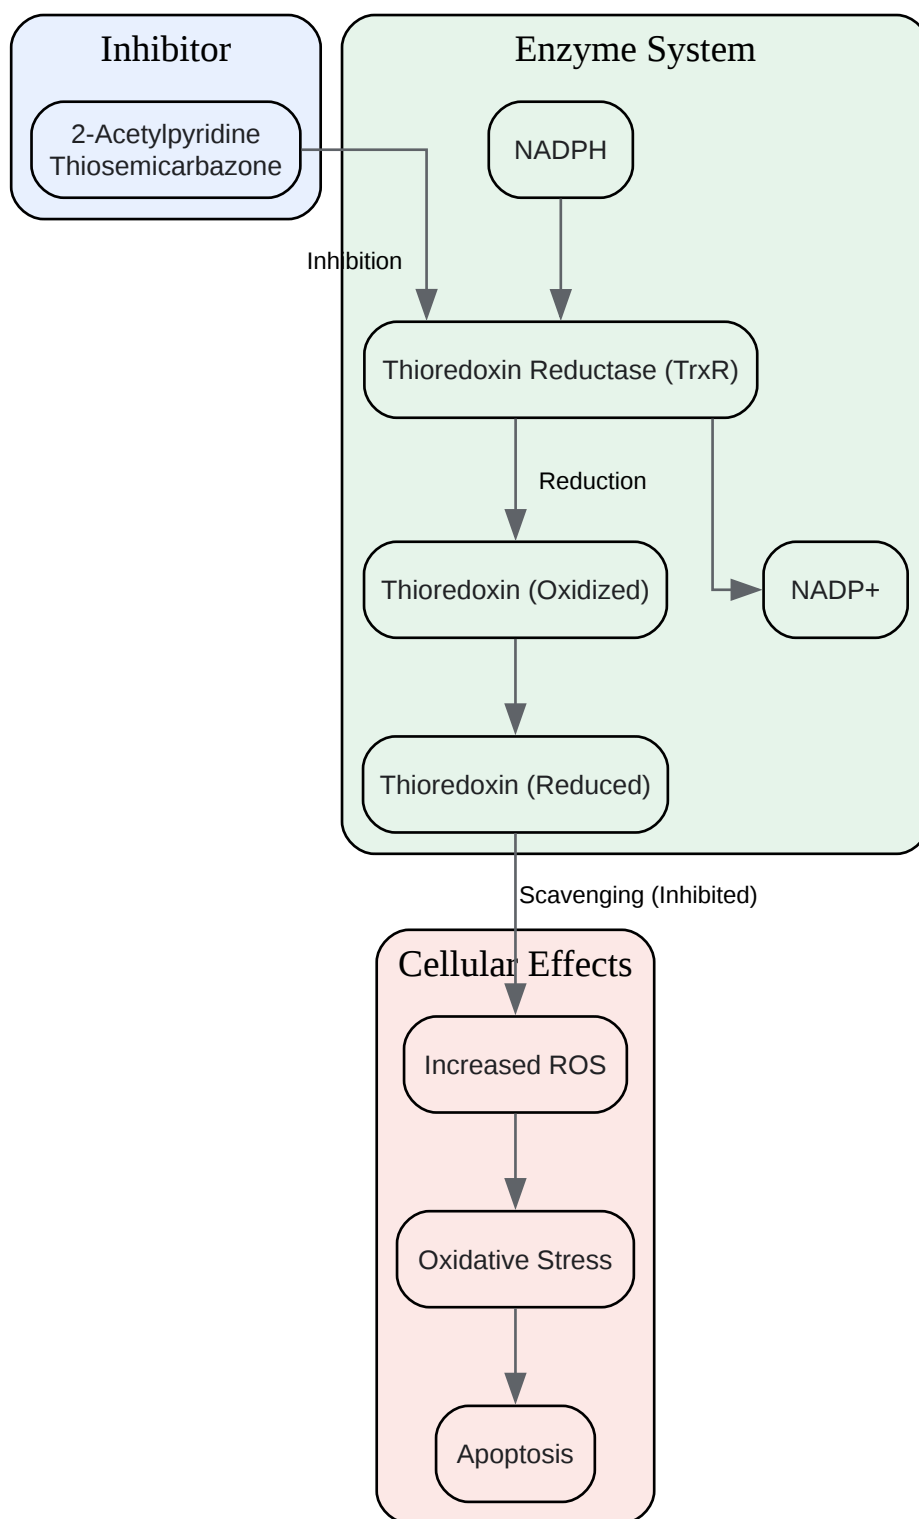 Inhibitor
Enzyme System
2-Acetylpyridine
Thiosemicarbazone
NADPH
Inhibition
Thioredoxin Reductase (TrxR)
Reduction
Thioredoxin (Oxidized)
NADP+
Thioredoxin (Reduced)
Scavenging (Inhibited)
Cellular Effects
Increased ROS
Oxidative Stress
Apoptosis